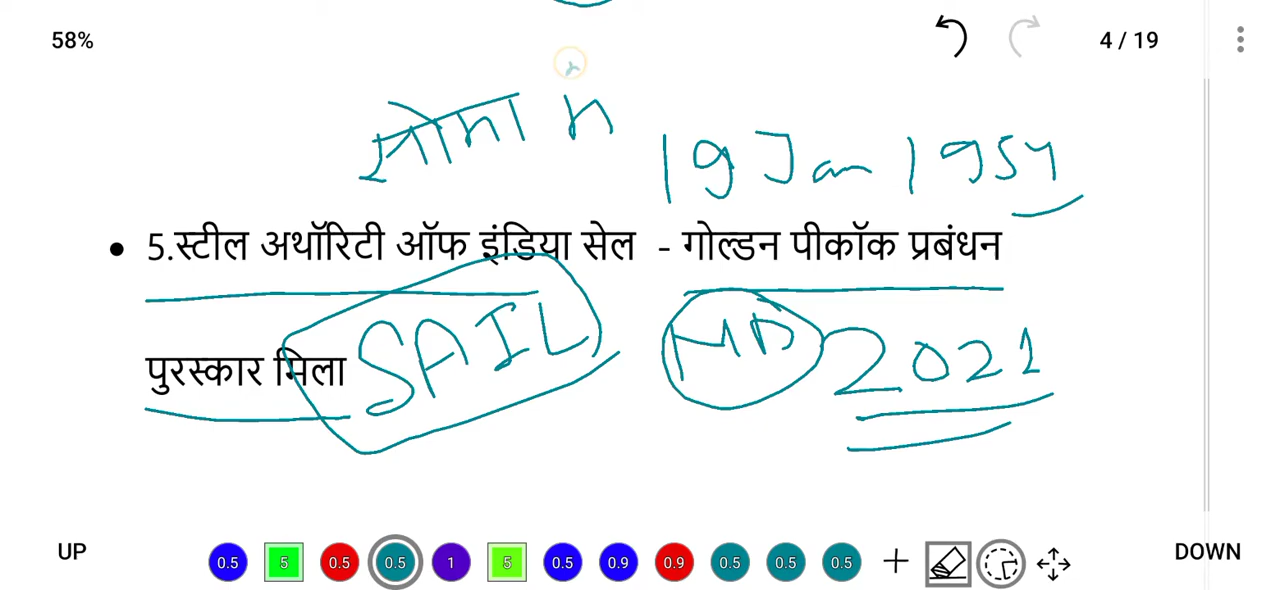 58%
4 / 19
सोमा म
19 Jan 1954
5.स्टील अथॉरिटी ऑफ इंडिया सेल - गोल्डन पीकॉक प्रबंधन
पुरस्कार मिला SAIL MD 2021
UP 0.5 5 0.5 0.5 1 5 0.5 0.9 0.9 0.5 0.5 0.5 DOWN